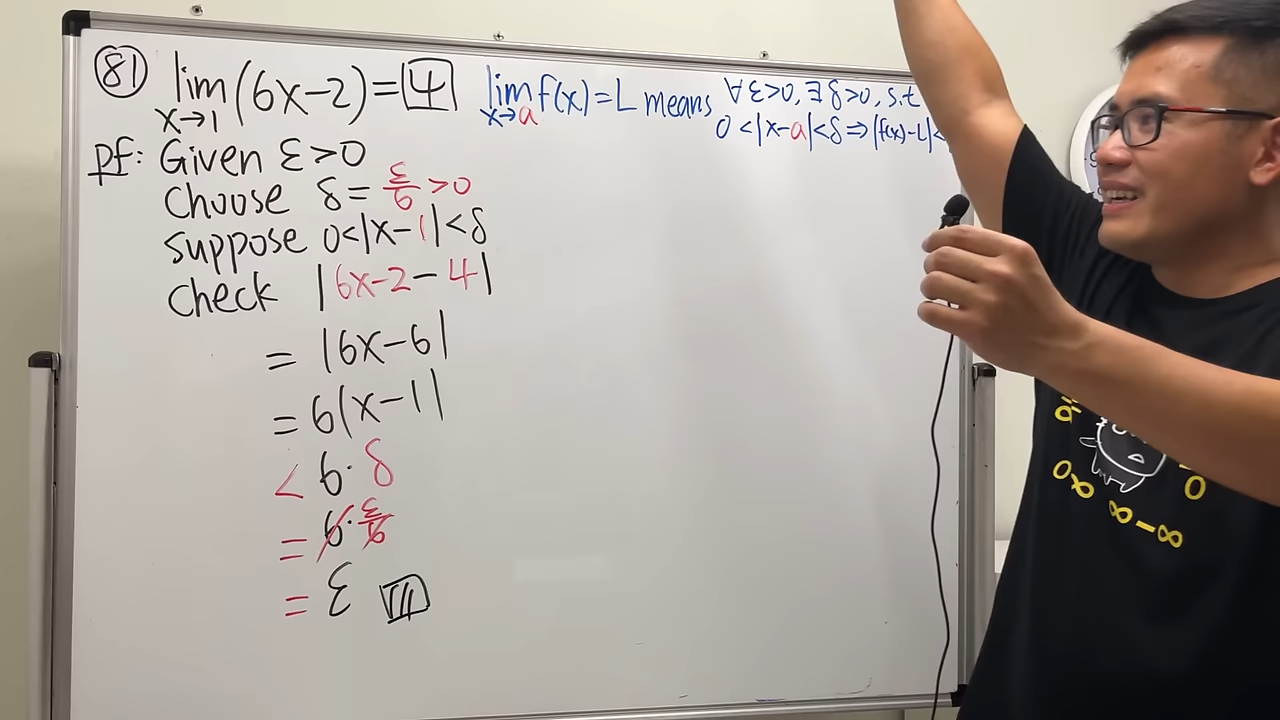 81 lim (6x-2)=4
x→1
lim f(x)=L means ∀ε>0, ∃δ>0, s.t
x→a 0<|x-a|<δ⇒|f(x)-L|<
pf: Given ε>0
Choose δ= ε/6 >0
suppose 0<|x-1|<δ
Check |6x-2-4|
= |6x-6|
= 6|x-1|
< 6·δ
= 6·ε/6
= ε
0∞ ∞-∞
0